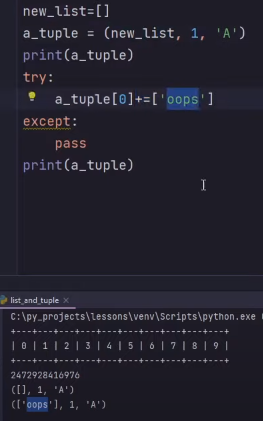 new_list=[]
a_tuple = (new_list, 1, 'A')
print(a_tuple)
try:
    a_tuple[0]+=['oops']
except:
    pass
print(a_tuple)
list_and_tuple ×
C:\py_projects\lessons\venv\Scripts\python.exe
+---+---+---+---+---+---+---+---+---+---+
| 0 | 1 | 2 | 3 | 4 | 5 | 6 | 7 | 8 | 9 |
+---+---+---+---+---+---+---+---+---+---+
2472928416976
([], 1, 'A')
(['oops'], 1, 'A')